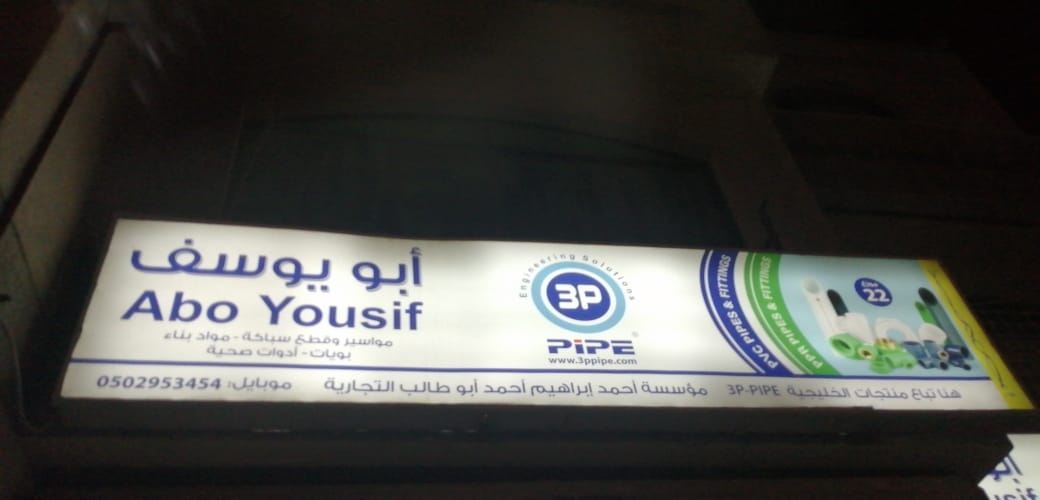 أبو يوسف
Abo Yousif
مواسير وقطع سباكة - مواد بناء
بويات - أدوات صحية
Engineering Solutions
3P
PiPE
®
www.3ppipe.com
PVC PIPES & FITTINGS
PPR PIPES & FITTINGS
22
هنا تباع منتجات الخليجية 3P-PIPE
مؤسسة أحمد إبراهيم أحمد أبو طالب التجارية
موبايل: 0502953454